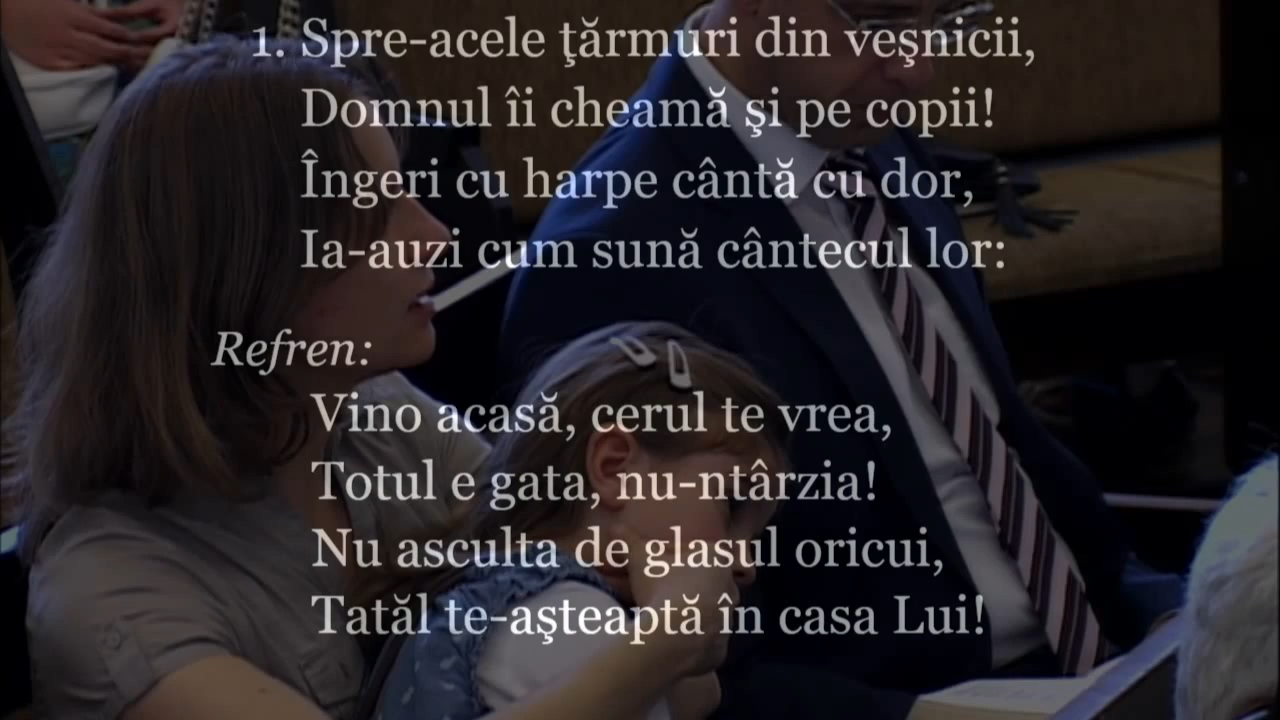 1. Spre-acele ţărmuri din veşnicii,
Domnul îi cheamă şi pe copii!
Îngeri cu harpe cântă cu dor,
Ia-auzi cum sună cântecul lor:
Refren:
Vino acasă, cerul te vrea,
Totul e gata, nu-ntârzia!
Nu asculta de glasul oricui,
Tatăl te-aşteaptă în casa Lui!